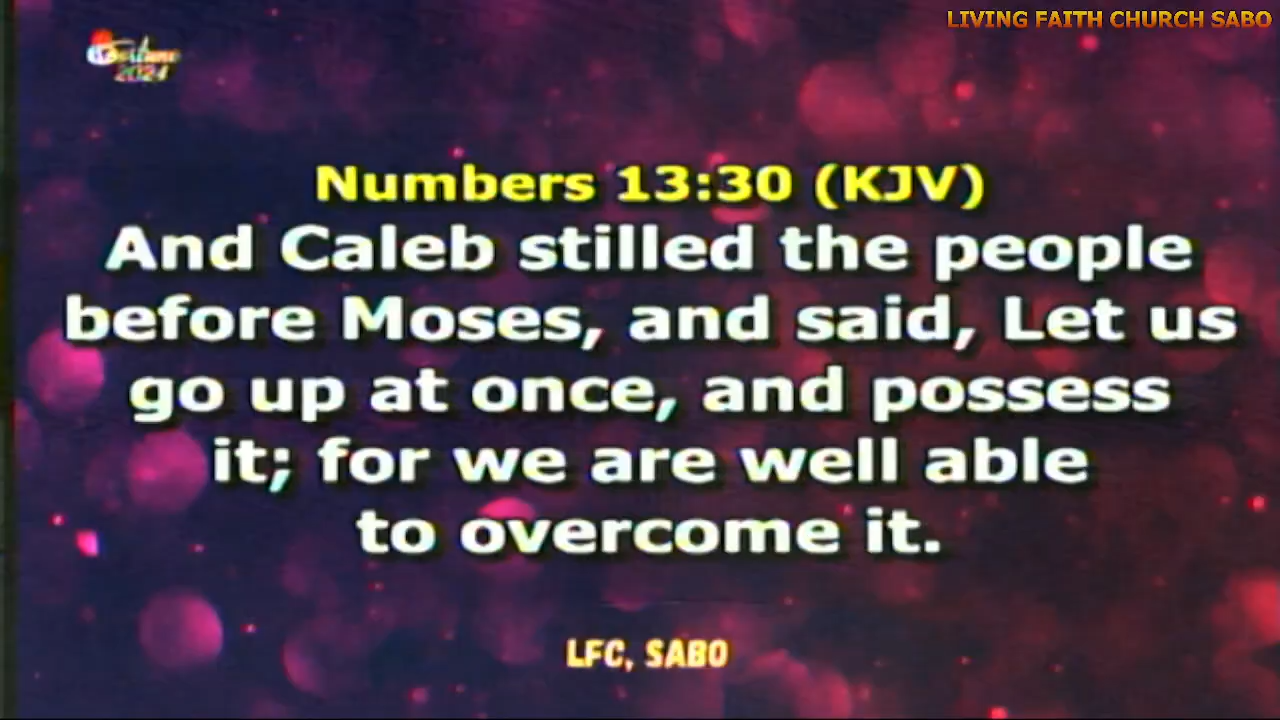 LIVING FAITH CHURCH SABO
2024
Numbers 13:30 (KJV)
And Caleb stilled the people
before Moses, and said, Let us
go up at once, and possess
it; for we are well able
to overcome it.
LFC, SABO